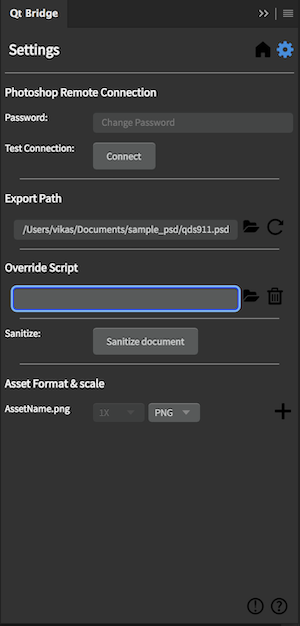 Qt Bridge
Settings
Photoshop Remote Connection
Password: Change Password
Test Connection: Connect
Export Path
/Users/vikas/Documents/sample_psd/qds911.psd
Override Script
Sanitize: Sanitize document
Asset Format & scale
AssetName.png 1X PNG